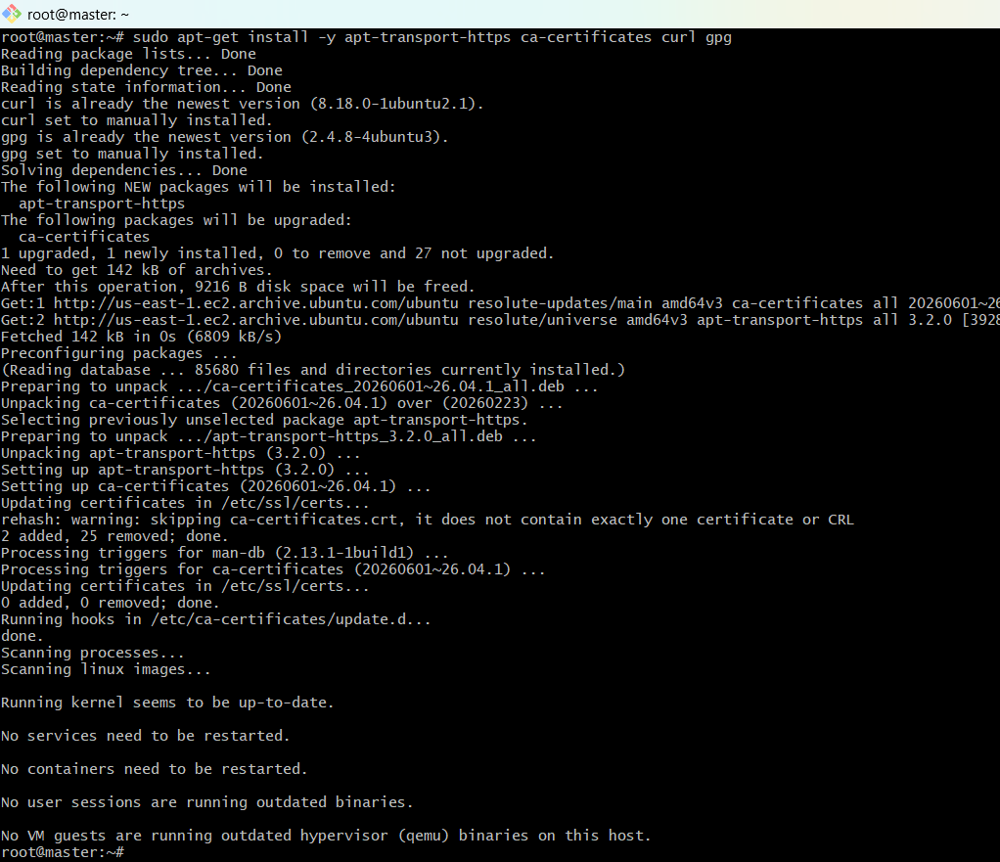 root@master: ~
root@master:~# sudo apt-get install -y apt-transport-https ca-certificates curl gpg
Reading package lists... Done
Building dependency tree... Done
Reading state information... Done
curl is already the newest version (8.18.0-1ubuntu2.1).
curl set to manually installed.
gpg is already the newest version (2.4.8-4ubuntu3).
gpg set to manually installed.
Solving dependencies... Done
The following NEW packages will be installed:
  apt-transport-https
The following packages will be upgraded:
  ca-certificates
1 upgraded, 1 newly installed, 0 to remove and 27 not upgraded.
Need to get 142 kB of archives.
After this operation, 9216 B disk space will be freed.
Get:1 http://us-east-1.ec2.archive.ubuntu.com/ubuntu resolute-updates/main amd64v3 ca-certificates all 20260601~26
Get:2 http://us-east-1.ec2.archive.ubuntu.com/ubuntu resolute/universe amd64v3 apt-transport-https all 3.2.0 [3928
Fetched 142 kB in 0s (6809 kB/s)
Preconfiguring packages ...
(Reading database ... 85680 files and directories currently installed.)
Preparing to unpack .../ca-certificates_20260601~26.04.1_all.deb ...
Unpacking ca-certificates (20260601~26.04.1) over (20260223) ...
Selecting previously unselected package apt-transport-https.
Preparing to unpack .../apt-transport-https_3.2.0_all.deb ...
Unpacking apt-transport-https (3.2.0) ...
Setting up apt-transport-https (3.2.0) ...
Setting up ca-certificates (20260601~26.04.1) ...
Updating certificates in /etc/ssl/certs...
rehash: warning: skipping ca-certificates.crt, it does not contain exactly one certificate or CRL
2 added, 25 removed; done.
Processing triggers for man-db (2.13.1-1build1) ...
Processing triggers for ca-certificates (20260601~26.04.1) ...
Updating certificates in /etc/ssl/certs...
0 added, 0 removed; done.
Running hooks in /etc/ca-certificates/update.d...
done.
Scanning processes...
Scanning linux images...

Running kernel seems to be up-to-date.

No services need to be restarted.

No containers need to be restarted.

No user sessions are running outdated binaries.

No VM guests are running outdated hypervisor (qemu) binaries on this host.
root@master:~#